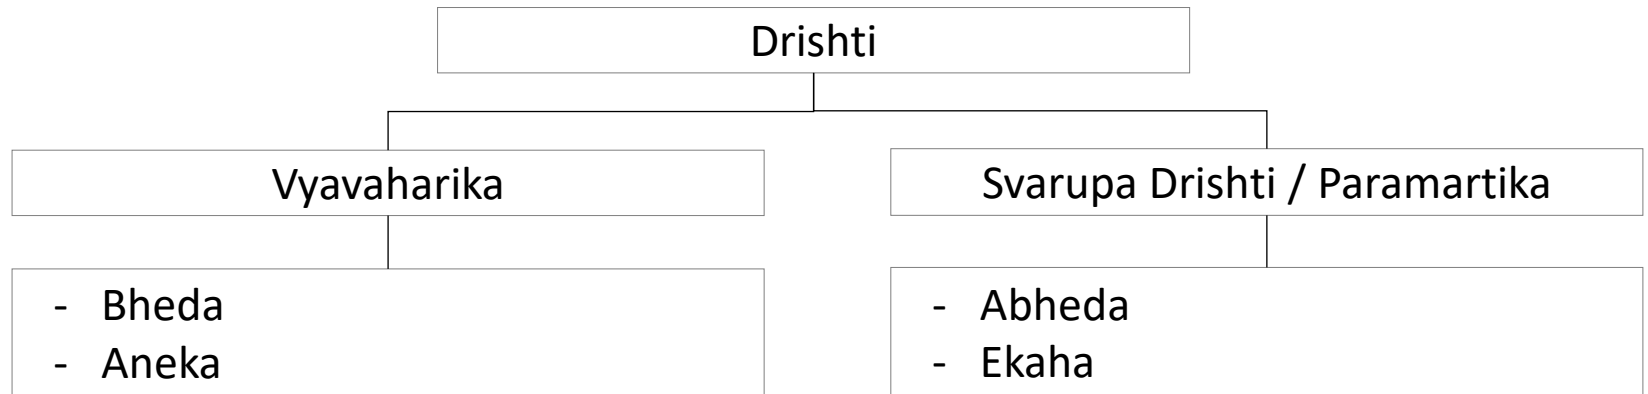 Drishti
Vyavaharika
Svarupa Drishti / Paramartika
- Bheda
- Aneka
- Abheda
- Ekaha